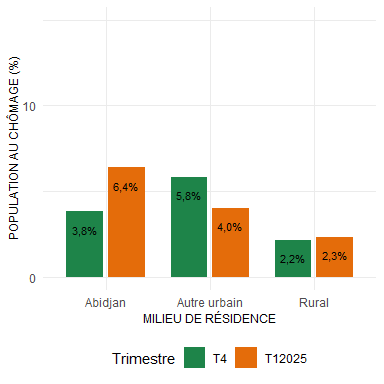 POPULATION AU CHÔMAGE (%)
10
0
3,8%
6,4%
5,8%
4,0%
2,2%
2,3%
Abidjan
Autre urbain
Rural
MILIEU DE RÉSIDENCE
Trimestre T4 T12025